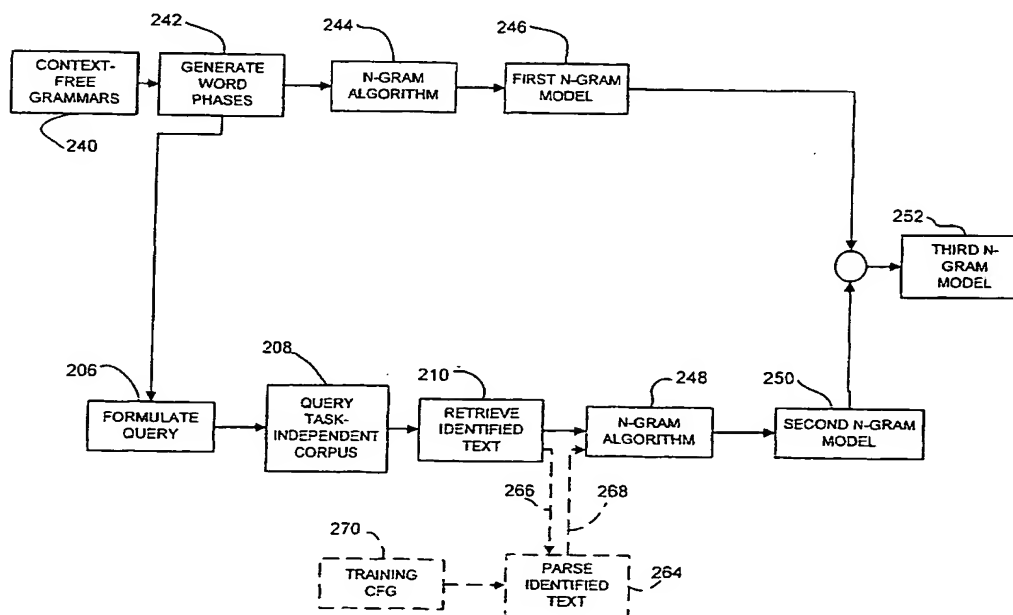 242
244
246
CONTEXT-
FREE
GRAMMARS
GENERATE
WORD
PHASES
N-GRAM
ALGORITHM
FIRST N-GRAM
MODEL
240
252
THIRD N-
GRAM
MODEL
206
208
210
248
250
FORMULATE
QUERY
QUERY
TASK-
INDEPENDENT
CORPUS
RETRIEVE
IDENTIFIED
TEXT
N-GRAM
ALGORITHM
SECOND N-GRAM
MODEL
266
268
270
TRAINING
CFG
PARSE
IDENTIFIED
TEXT
264